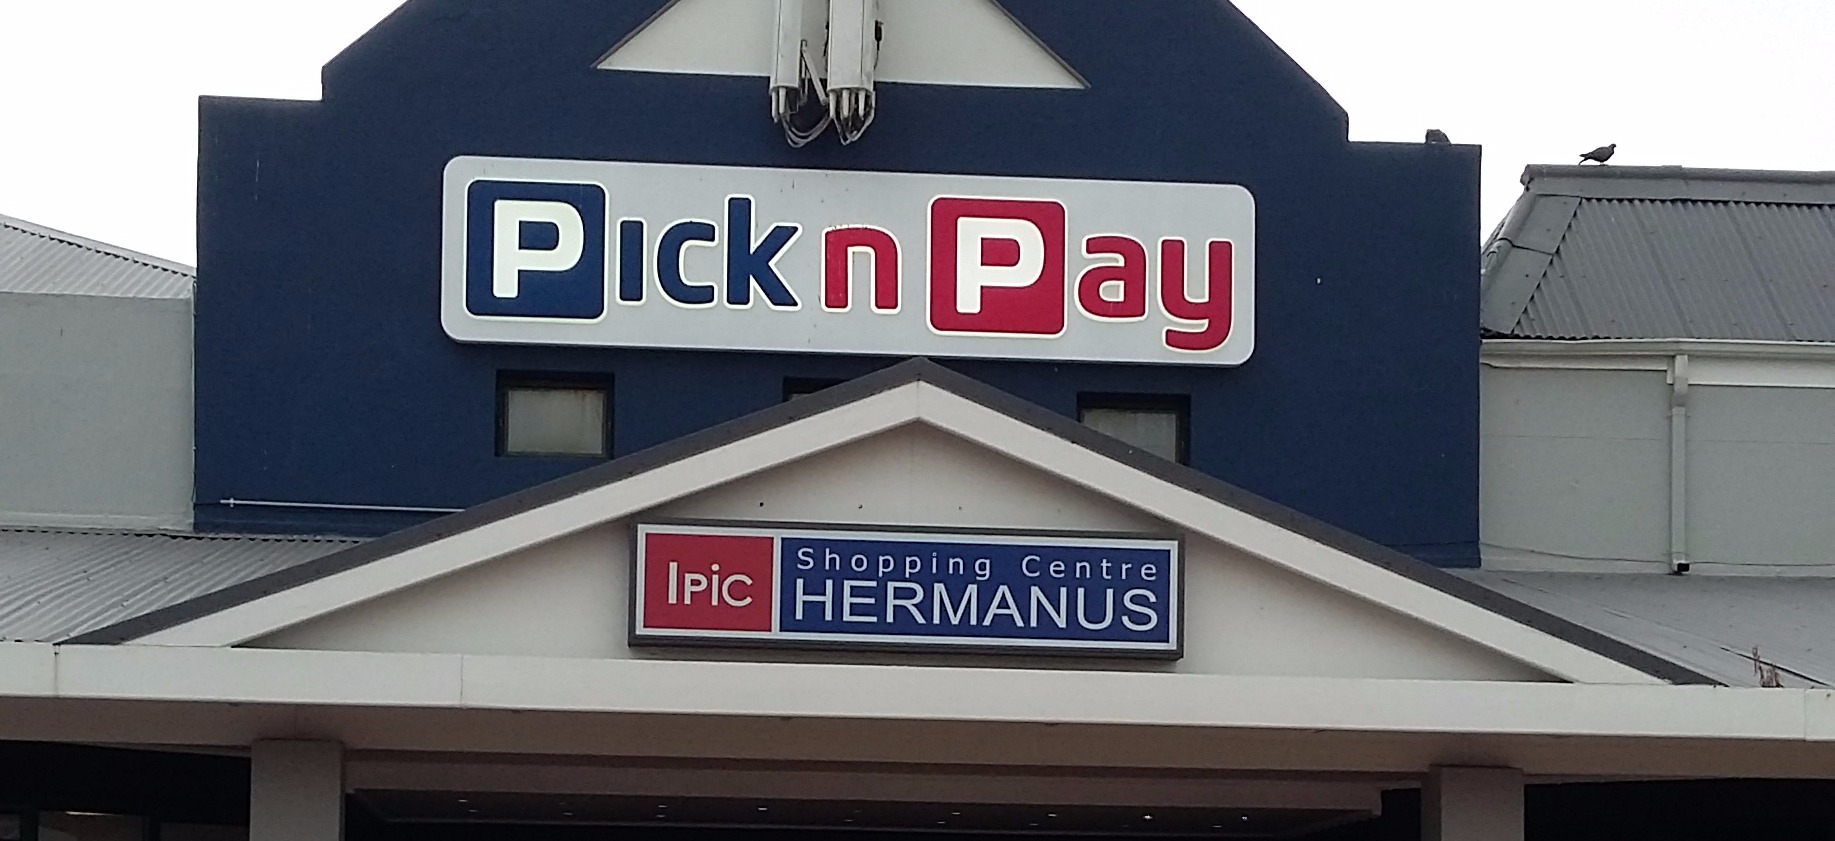 Pick n Pay
IPiC
Shopping Centre
HERMANUS